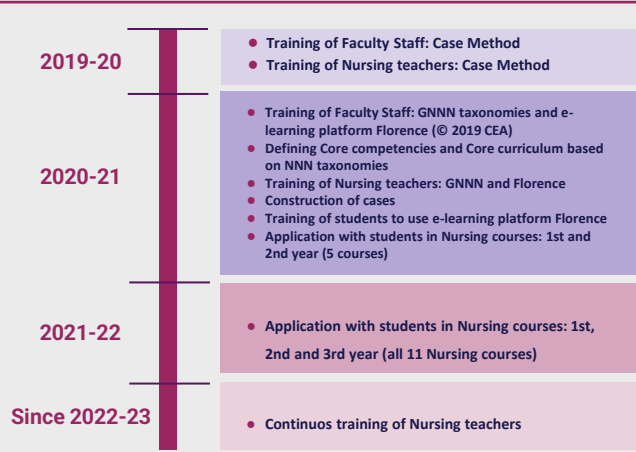 2019-20
● Training of Faculty Staff: Case Method
● Training of Nursing teachers: Case Method
2020-21
● Training of Faculty Staff: GNNN taxonomies and e-
learning platform Florence (© 2019 CEA)
● Defining Core competencies and Core curriculum based
on NNN taxonomies
● Training of Nursing teachers: GNNN and Florence
● Construction of cases
● Training of students to use e-learning platform Florence
● Application with students in Nursing courses: 1st and
2nd year (5 courses)
2021-22
● Application with students in Nursing courses: 1st,
2nd and 3rd year (all 11 Nursing courses)
Since 2022-23
● Continuos training of Nursing teachers